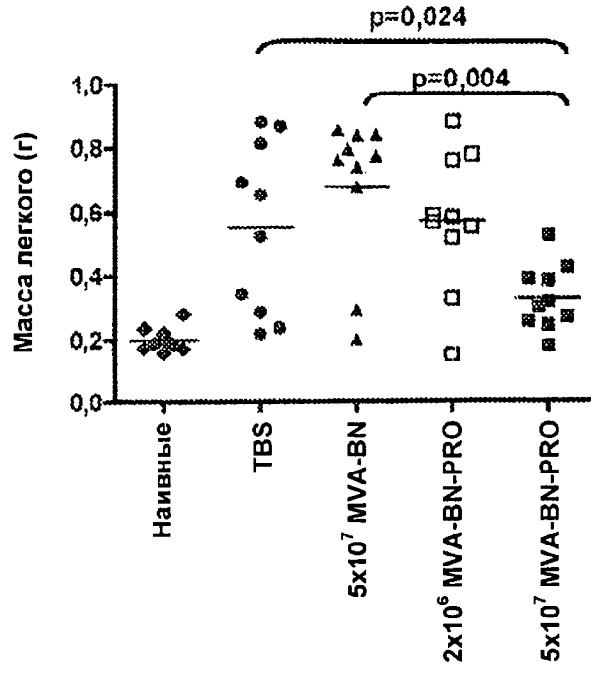 p=0,024
p=0,004
Масса легкого (г)
1,0
0,8
0,6
0,4
0,2
0,0
Наивные
TBS
5x10⁷ MVA-BN
2x10⁶ MVA-BN-PRO
5x10⁷ MVA-BN-PRO